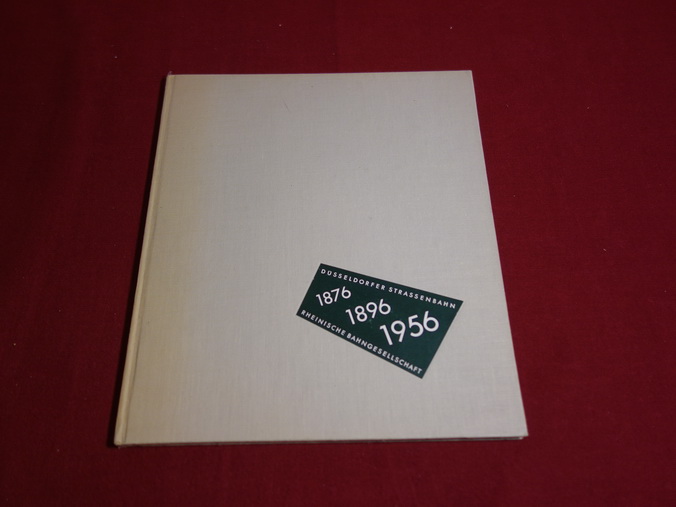 DÜSSELDORFER STRASSENBAHN
1876
1896
1956
RHEINISCHE BAHNGESELLSCHAFT